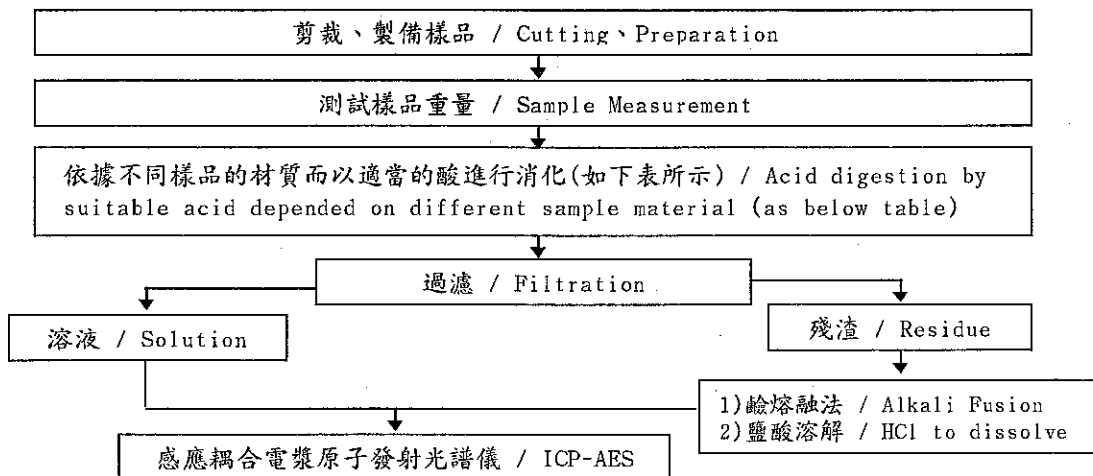 剪裁、製備樣品 / Cutting、Preparation
測試樣品重量 / Sample Measurement
依據不同樣品的材質而以適當的酸進行消化(如下表所示) / Acid digestion by
suitable acid depended on different sample material (as below table)
過濾 / Filtration
溶液 / Solution
殘渣 / Residue
1)鹼熔融法 / Alkali Fusion
2)鹽酸溶解 / HCl to dissolve
感應耦合電漿原子發射光譜儀 / ICP-AES